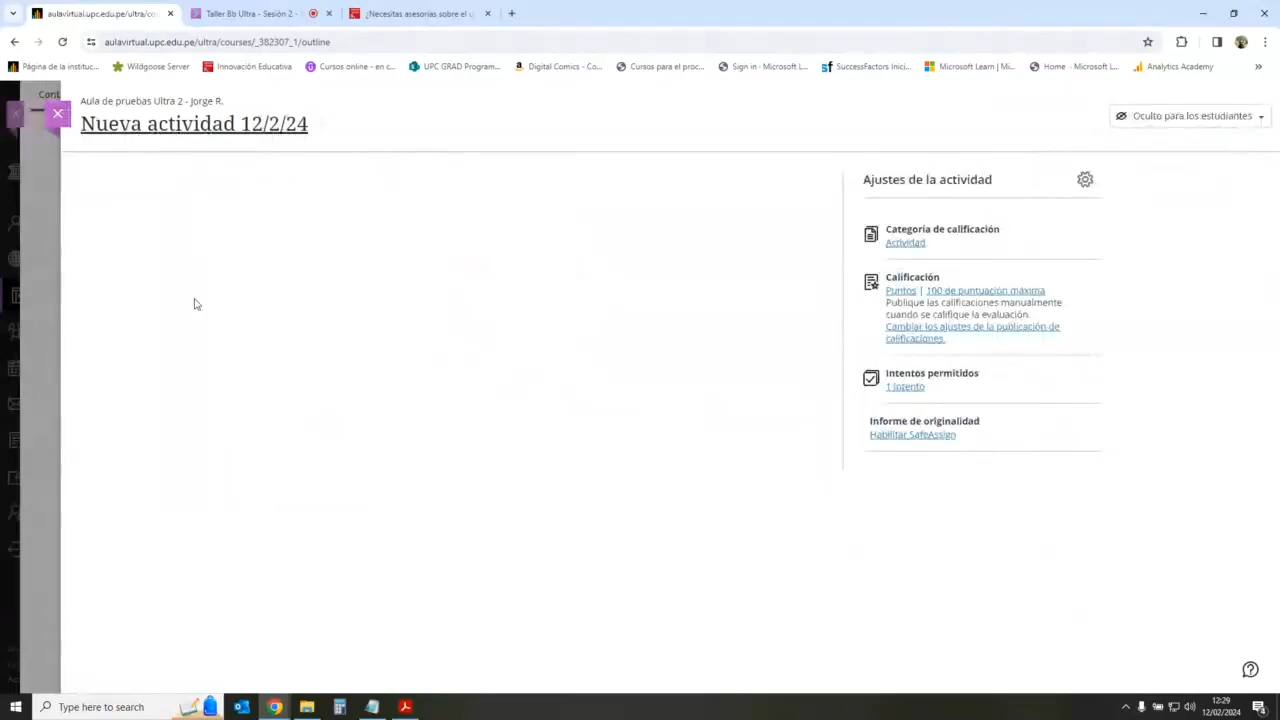 aulavirtual.upc.edu.pe/ultra/co
Taller Bb Ultra - Sesión 2 -
¿Necesitas asesorías sobre el u
aulavirtual.upc.edu.pe/ultra/courses/_382307_1/outline
Página de la instituc...
Wildgoose Server
Innovación Educativa
Cursos online - en c...
UPC GRAD Program...
Digital Comics - Co...
Cursos para el proc...
Sign in - Microsoft L...
SuccessFactors Inici...
Microsoft Learn | Mi...
Home - Microsoft L...
Analytics Academy
Cont
Aula de pruebas Ultra 2 - Jorge R.
Nueva actividad 12/2/24
Oculto para los estudiantes
Ajustes de la actividad
Categoría de calificación
Actividad
Calificación
Puntos | 100 de puntuación máxima
Publique las calificaciones manualmente
cuando se califique la evaluación.
Cambiar los ajustes de la publicación de
calificaciones.
Intentos permitidos
1 intento
Informe de originalidad
Habilitar SafeAssign
Type here to search
12:29
12/02/2024